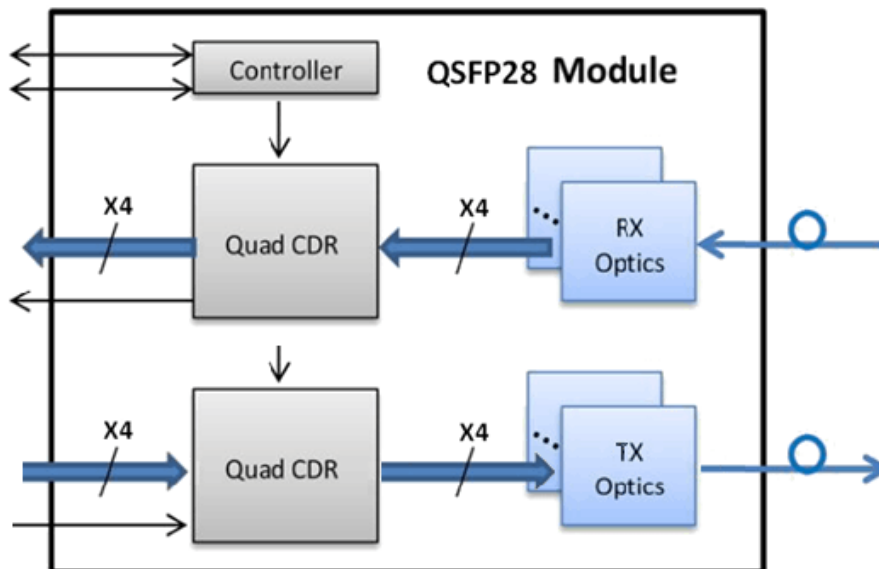 Controller
QSFP28 Module
X4
Quad CDR
X4
RX
Optics
X4
Quad CDR
X4
TX
Optics